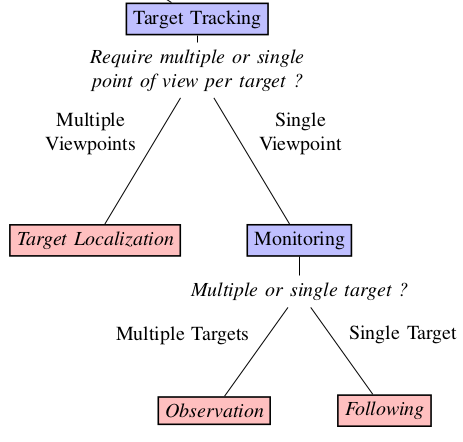 Target Tracking
Require multiple or single
point of view per target ?
Multiple
Viewpoints
Single
Viewpoint
Target Localization
Monitoring
Multiple or single target ?
Multiple Targets
Single Target
Observation
Following